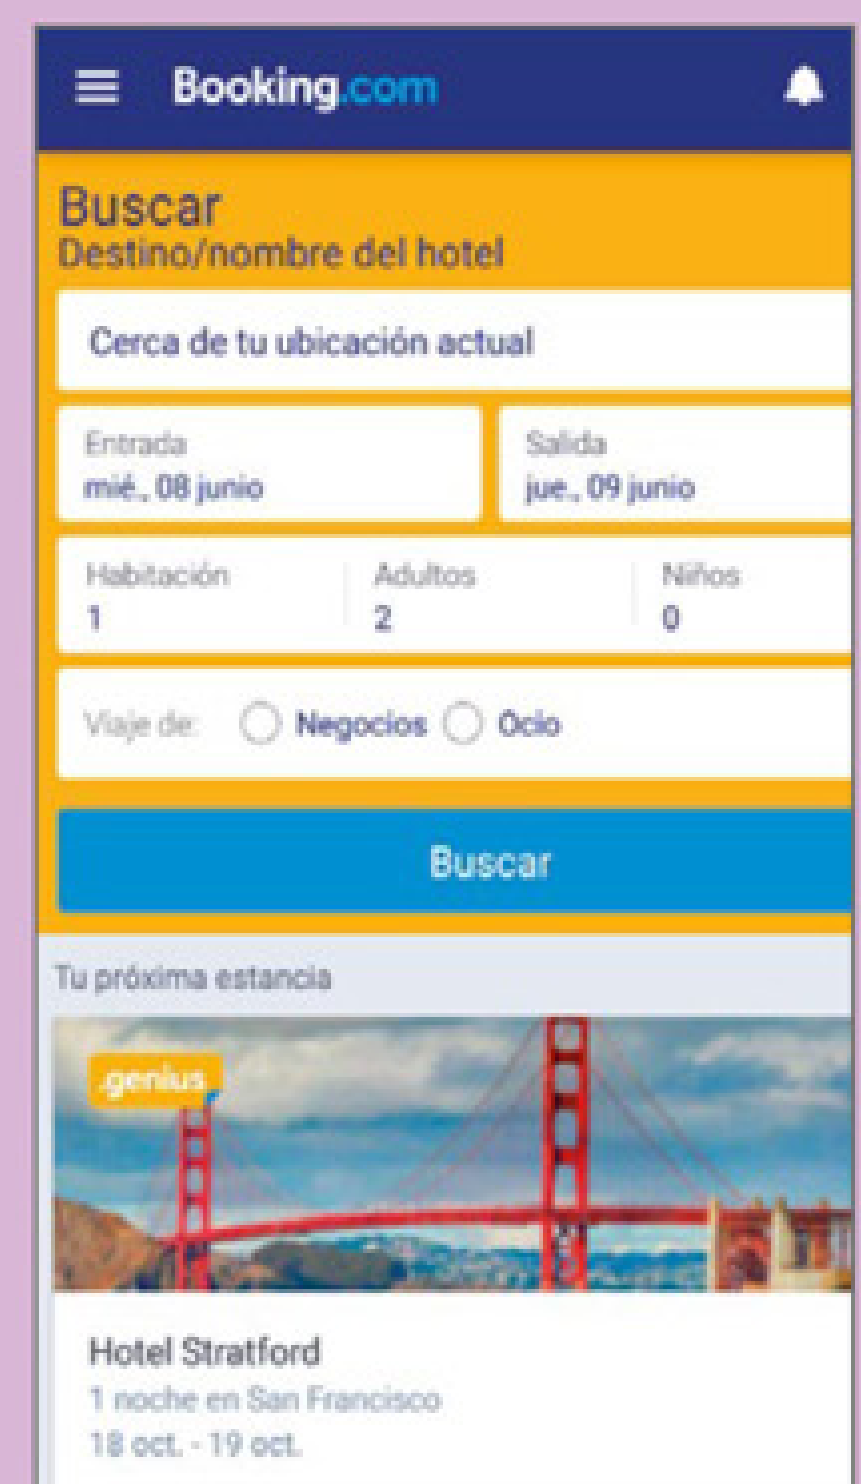 Booking.com
Buscar
Destino/nombre del hotel
Cerca de tu ubicación actual
Entrada
mié., 08 junio
Salida
jue., 09 junio
Habitación
1
Adultos
2
Niños
0
Viaje de: Negocios Ocio
Buscar
Tu próxima estancia
.genius
Hotel Stratford
1 noche en San Francisco
18 oct. - 19 oct.